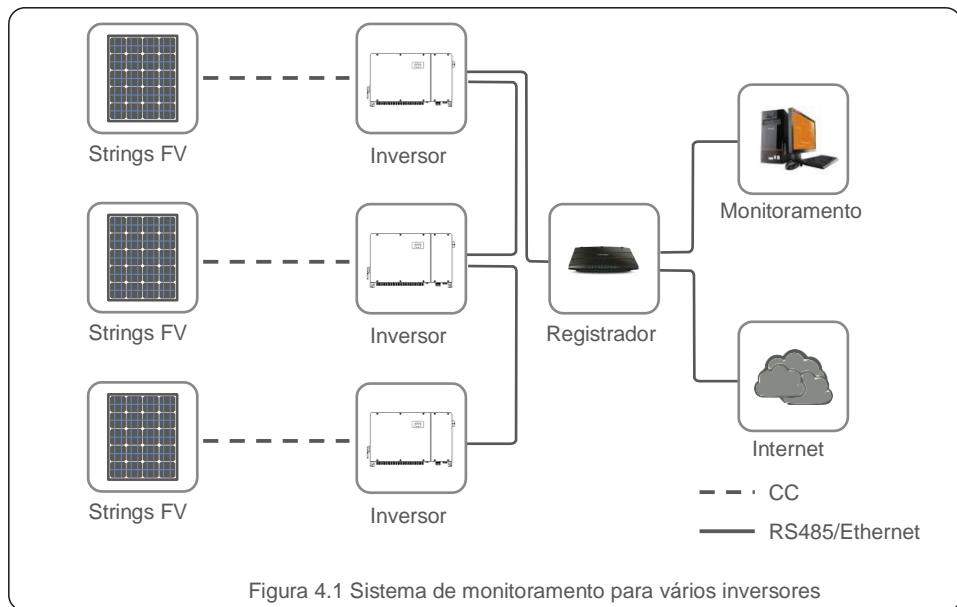 Strings FV
Inversor
Monitoramento
Strings FV
Inversor
Registrador
Strings FV
Inversor
Internet
CC
RS485/Ethernet
Figura 4.1 Sistema de monitoramento para vários inversores